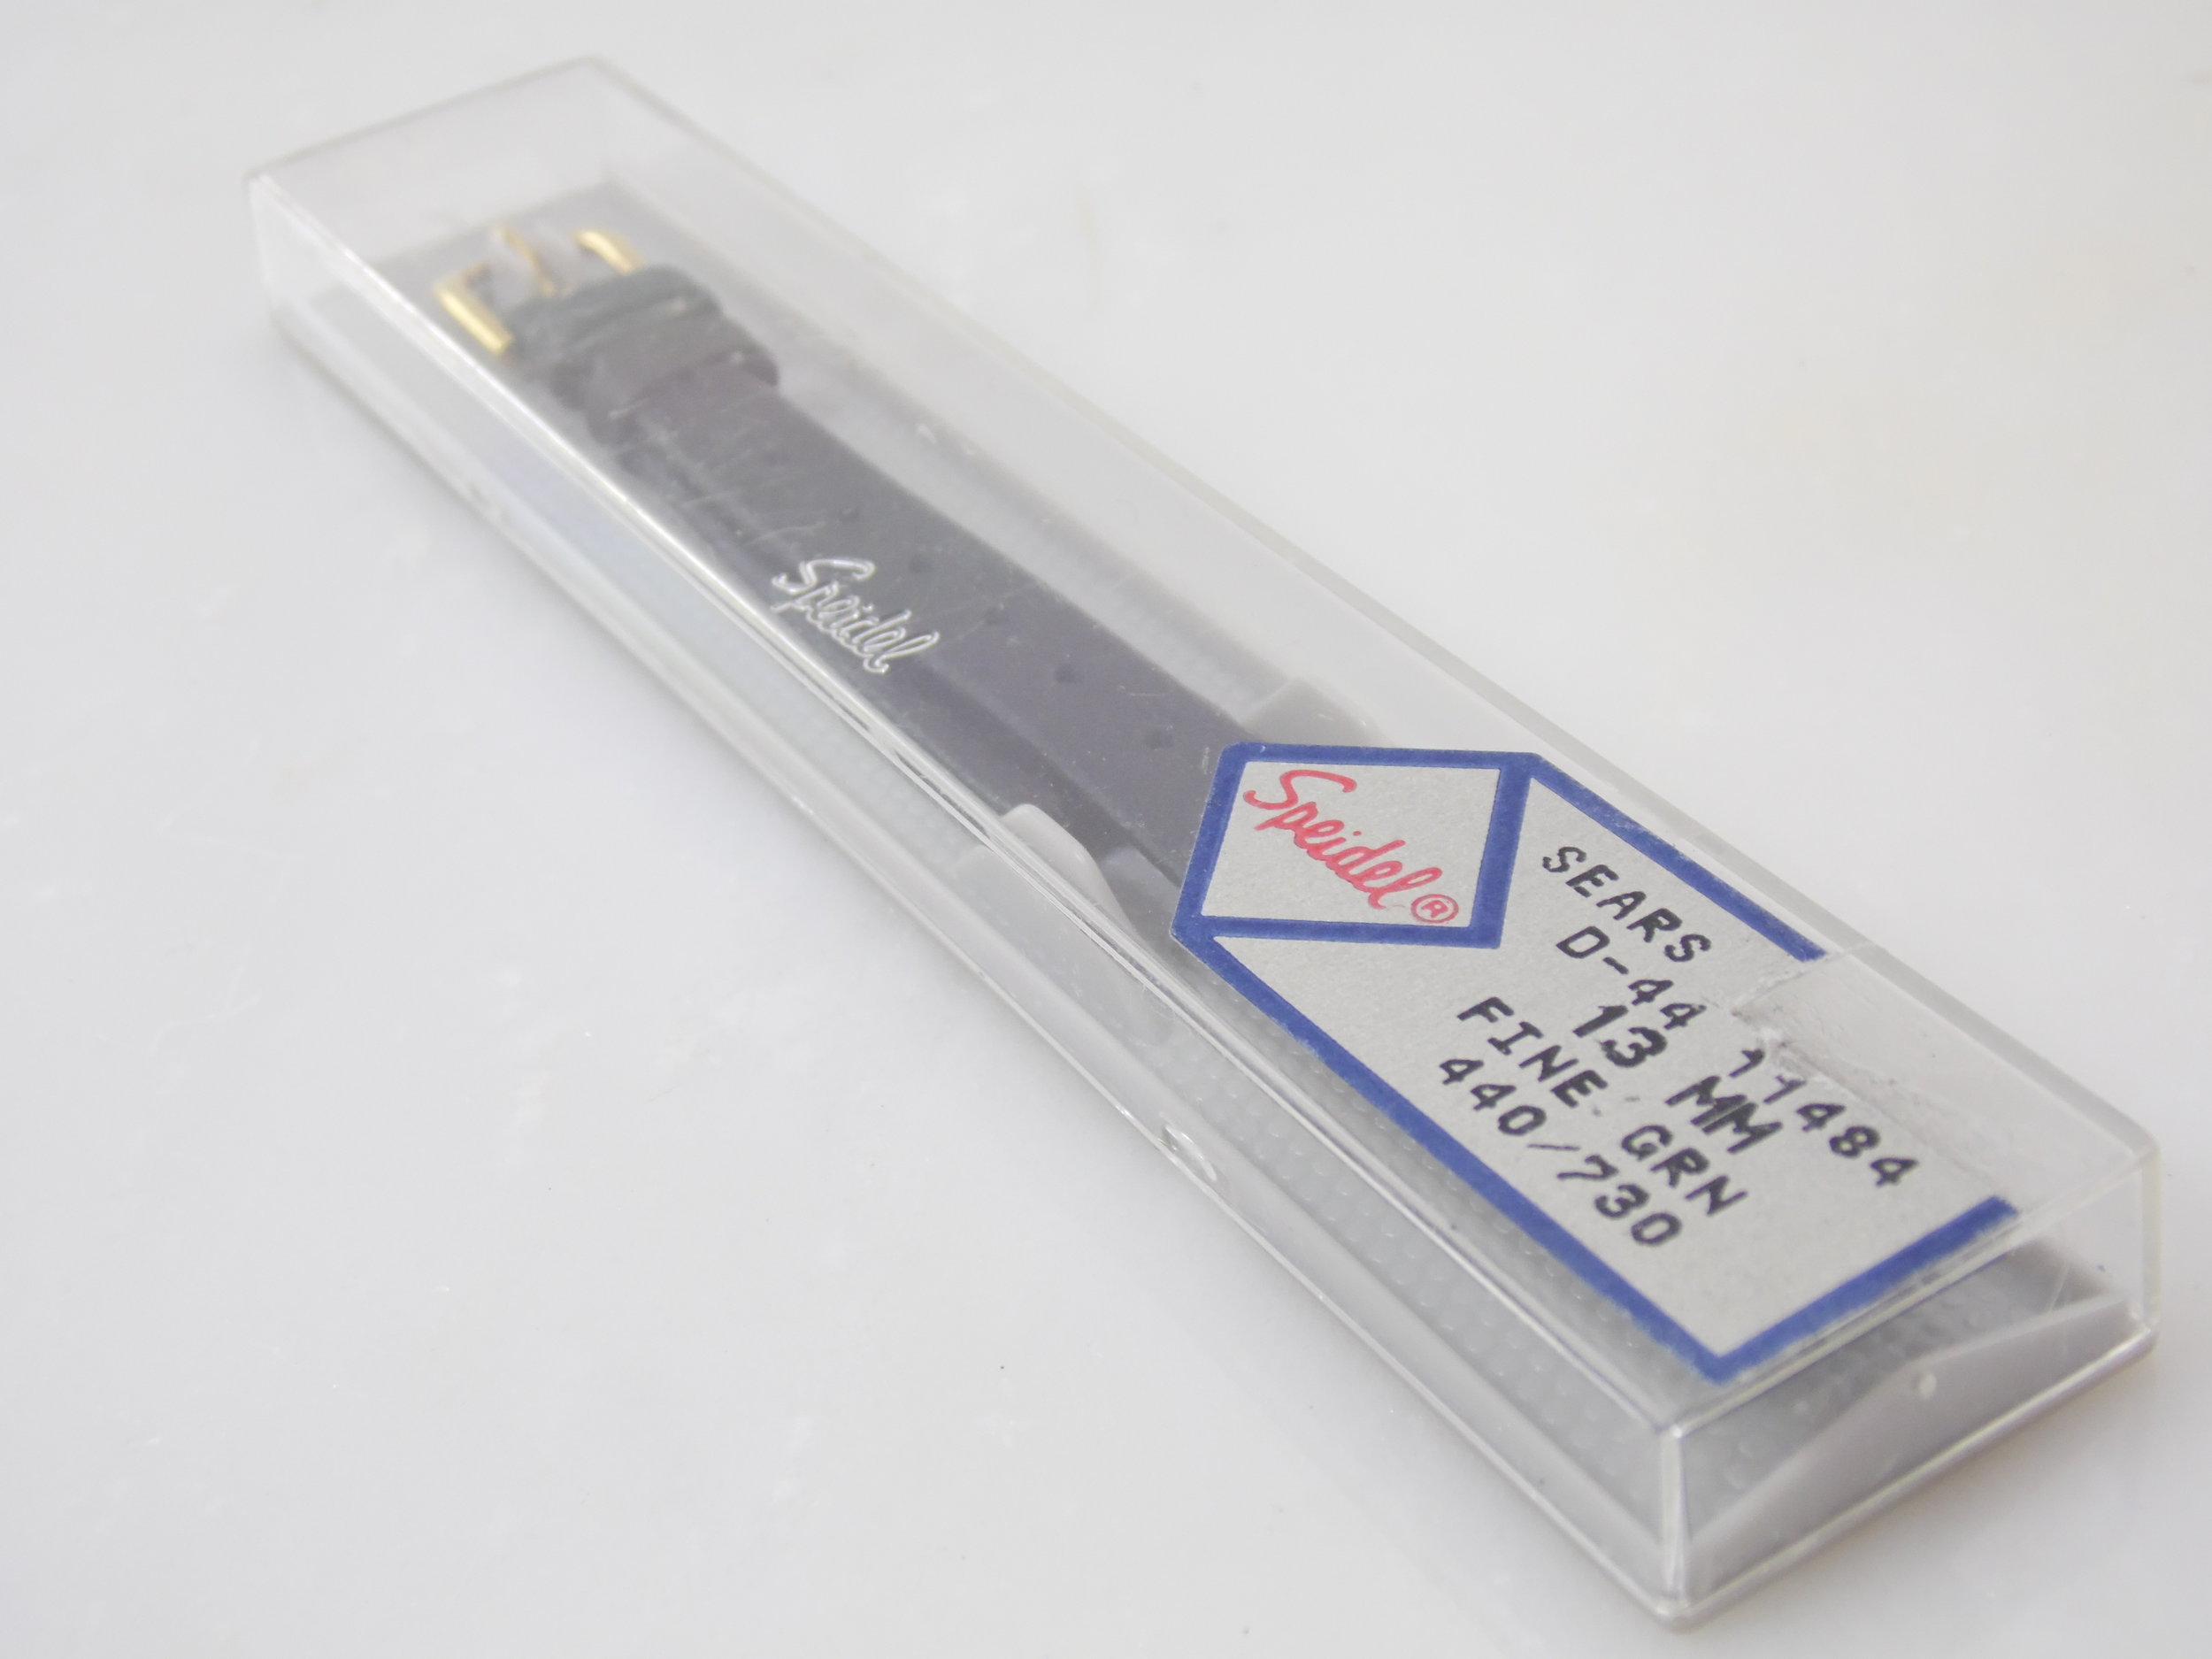 Speidel
Speidel®
SEARS
D-44 11484
13 MM
FINE GRN
440/730